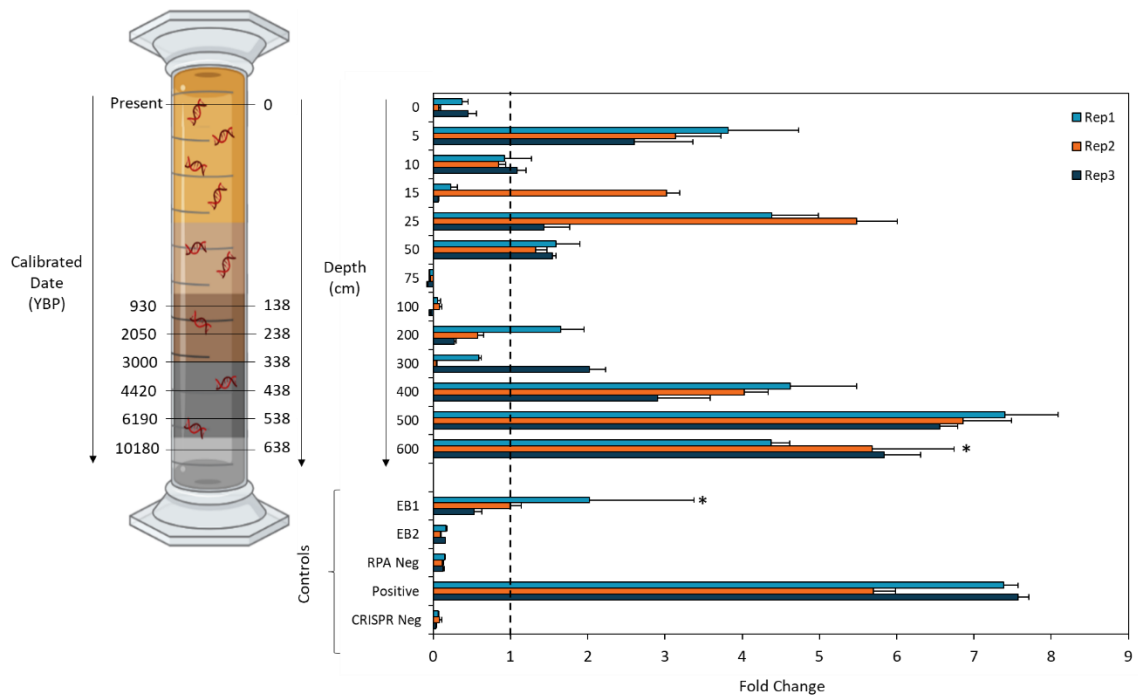 Present 0
930 138
2050 238
3000 338
4420 438
6190 538
10180 638
Calibrated
Date
(YBP)
Depth
(cm)
0
5
10
15
25
50
75
100
200
300
400
500
600 *
Controls
EB1 *
EB2
RPA Neg
Positive
CRISPR Neg
Rep1
Rep2
Rep3
0 1 2 3 4 5 6 7 8 9
Fold Change